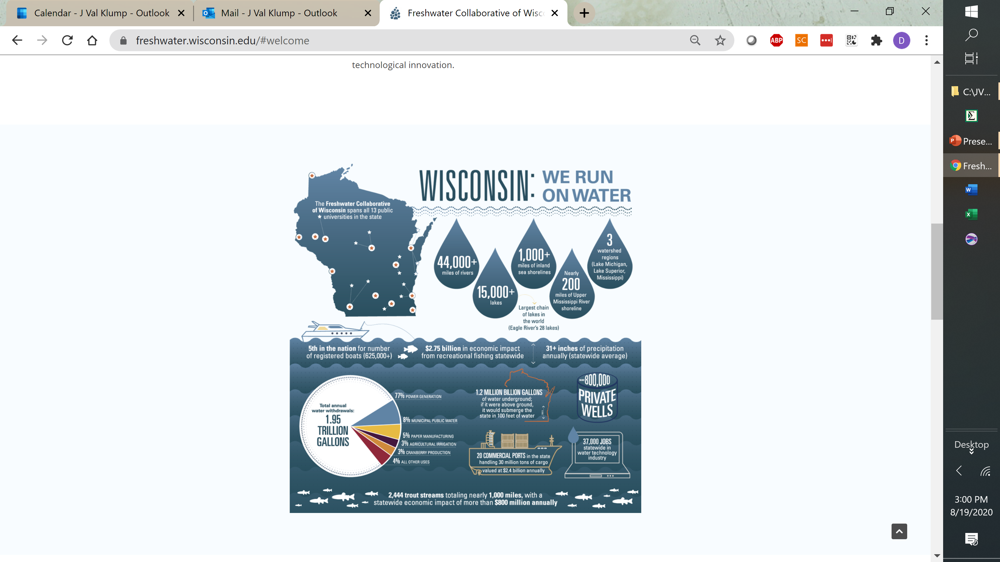 Calendar - J Val Klump - Outlook
Mail - J Val Klump - Outlook
Freshwater Collaborative of Wisc
freshwater.wisconsin.edu/#welcome
ABP
SC
D
technological innovation.
WISCONSIN: WE RUN
ON WATER
The Freshwater Collaborative
of Wisconsin spans all 13 public
universities in the state
44,000+
miles of rivers
15,000+
lakes
1,000+
miles of inland
sea shorelines
Largest chain
of lakes in
the world
(Eagle River's 28 lakes)
Nearly
200
miles of Upper
Mississippi River
shoreline
3
watershed
regions
(Lake Michigan,
Lake Superior,
Mississippi)
5th in the nation for number
of registered boats (625,000+)
$2.75 billion in economic impact
from recreational fishing statewide
31+ inches of precipitation
annually (statewide average)
Total annual
water withdrawals:
1.95
TRILLION
GALLONS
77% POWER GENERATION
8% MUNICIPAL PUBLIC WATER
5% PAPER MANUFACTURING
3% AGRICULTURAL IRRIGATION
3% CRANBERRY PRODUCTION
4% ALL OTHER USES
1.2 MILLION BILLION GALLONS
of water underground;
if it were above ground,
it would submerge the
state in 100 feet of water
800,000
PRIVATE
WELLS
20 COMMERCIAL PORTS in the state
handling 30 million tons of cargo
valued at $2.4 billion annually
37,000 JOBS
statewide in
water technology
industry
2,444 trout streams totaling nearly 1,000 miles, with a
statewide economic impact of more than $800 million annually
C:\JV...
Prese...
Fresh...
Desktop
3:00 PM
8/19/2020